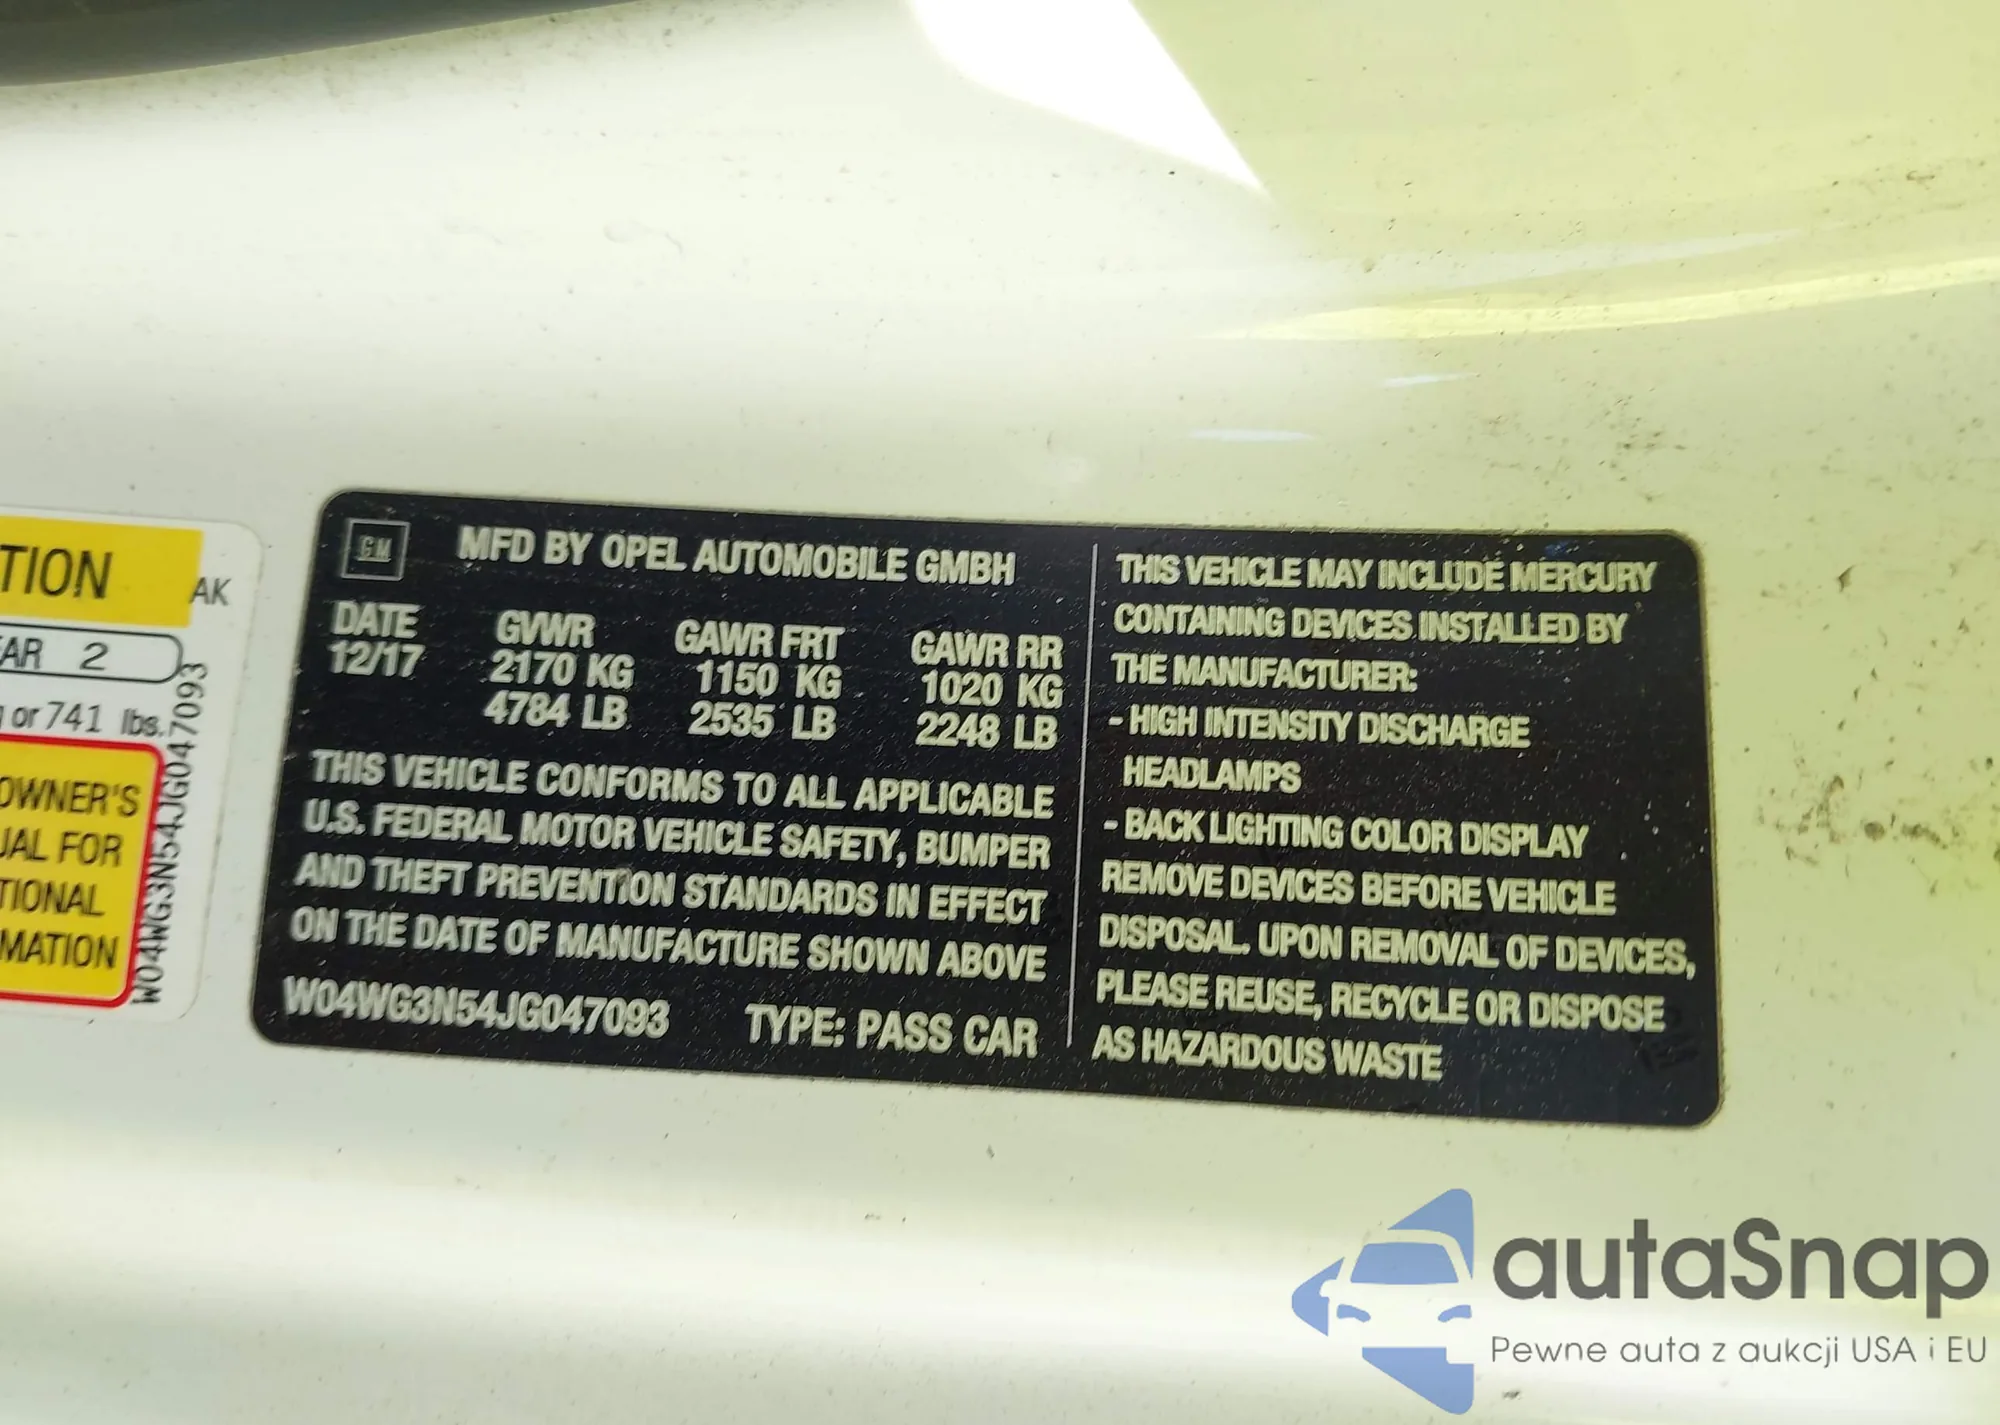 TION
AK
AR 2
or 741 lbs.
OWNER'S
UAL FOR
TIONAL
MATION
W04WG3N54JG047093
GM MFD BY OPEL AUTOMOBILE GMBH
DATE GVWR GAWR FRT GAWR RR
12/17 2170 KG 1150 KG 1020 KG
4784 LB 2535 LB 2248 LB
THIS VEHICLE CONFORMS TO ALL APPLICABLE
U.S. FEDERAL MOTOR VEHICLE SAFETY, BUMPER
AND THEFT PREVENTION STANDARDS IN EFFECT
ON THE DATE OF MANUFACTURE SHOWN ABOVE
W04WG3N54JG047093 TYPE: PASS CAR
THIS VEHICLE MAY INCLUDE MERCURY
CONTAINING DEVICES INSTALLED BY
THE MANUFACTURER:
- HIGH INTENSITY DISCHARGE
HEADLAMPS
- BACK LIGHTING COLOR DISPLAY
REMOVE DEVICES BEFORE VEHICLE
DISPOSAL. UPON REMOVAL OF DEVICES,
PLEASE REUSE, RECYCLE OR DISPOSE
AS HAZARDOUS WASTE
autaSnap
Pewne auta z aukcji USA i EU